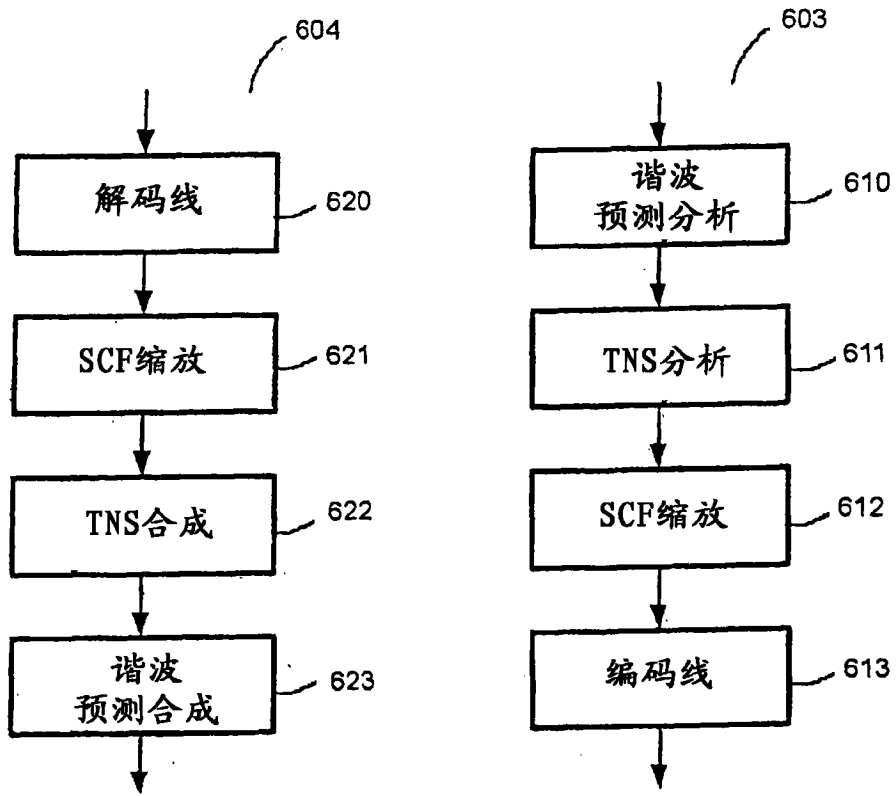 604
解码线
620
SCF缩放
621
TNS合成
622
谐波
预测合成
623
603
谐波
预测分析
610
TNS分析
611
SCF缩放
612
编码线
613